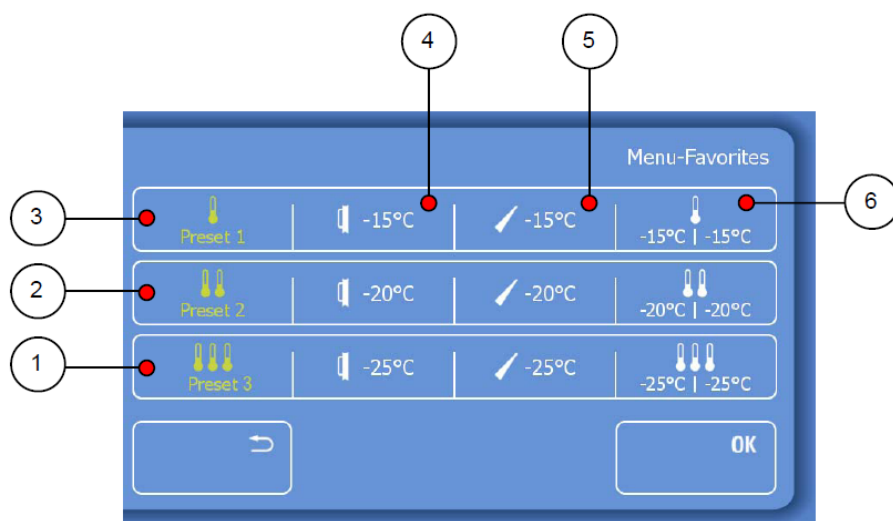 4
5
Menu-Favorites
3
Preset 1
-15°C
-15°C
-15°C | -15°C
6
2
Preset 2
-20°C
-20°C
-20°C | -20°C
1
Preset 3
-25°C
-25°C
-25°C | -25°C
OK